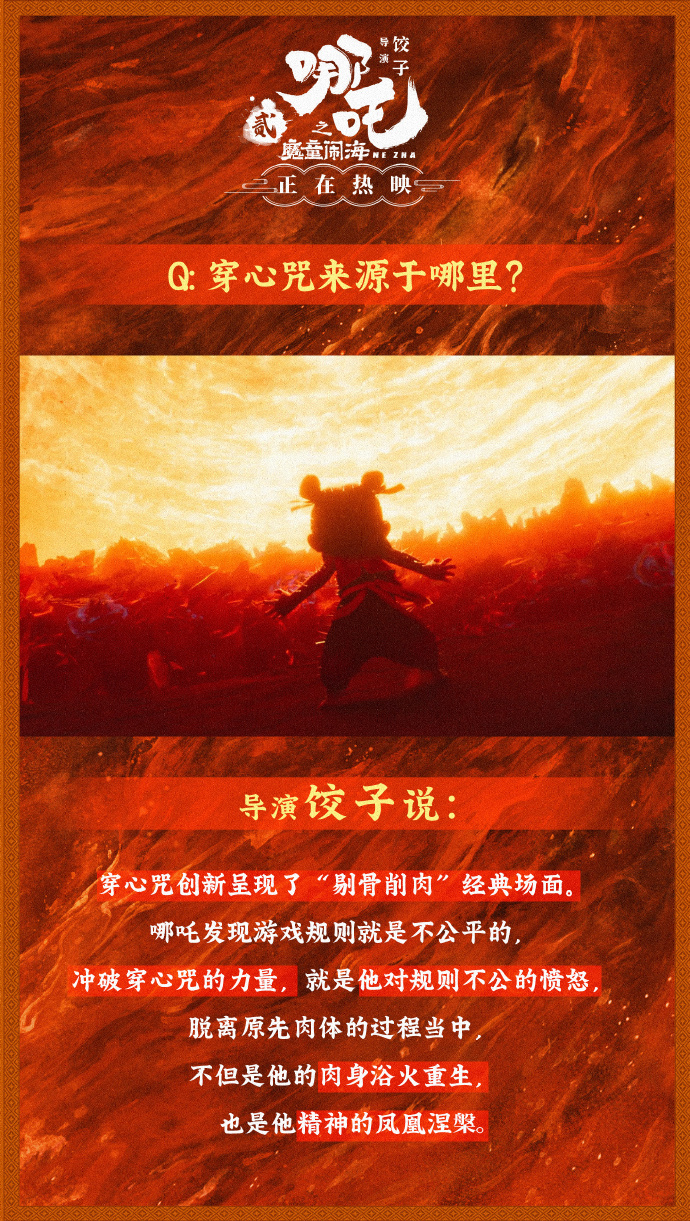 导演
饺子
哪吒
贰
之
魔童闹海 NE ZHA
正在热映
Q: 穿心咒来源于哪里?
导演饺子说:
穿心咒创新呈现了“剔骨削肉”经典场面。
哪吒发现游戏规则就是不公平的,
冲破穿心咒的力量,就是他对规则不公的愤怒,
脱离原先肉体的过程当中,
不但是他的肉身浴火重生,
也是他精神的凤凰涅槃。